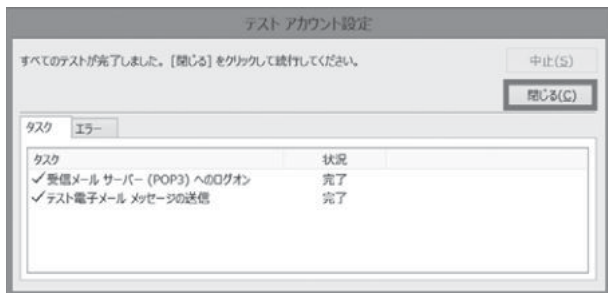 テスト アカウント設定
すべてのテストが完了しました。[閉じる] をクリックして続行してください。
中止(S)
閉じる(C)
タスク エラー
タスク 状況
✓受信メール サーバー (POP3) へのログオン 完了
✓テスト電子メール メッセージの送信 完了